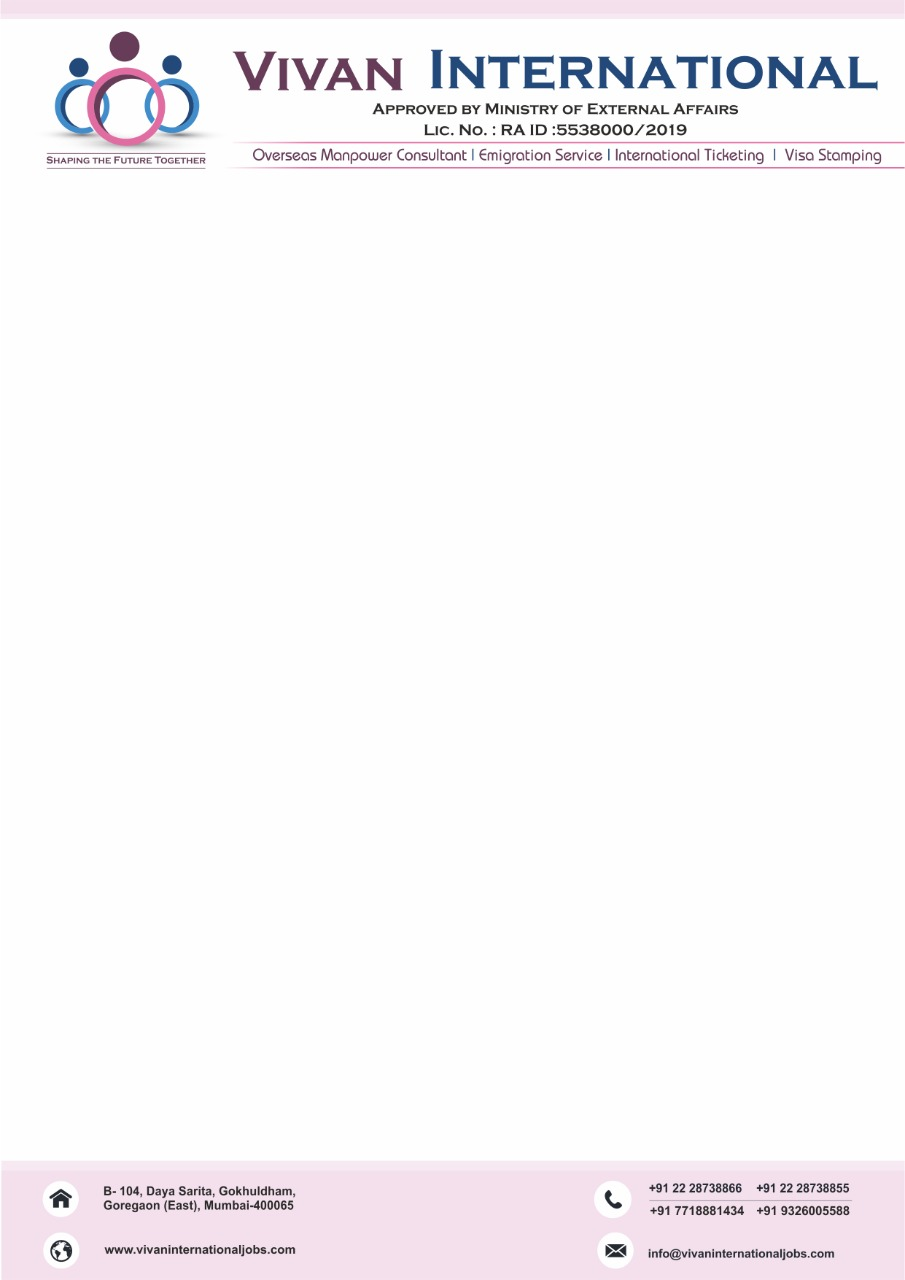 VIVAN INTERNATIONAL
APPROVED BY MINISTRY OF EXTERNAL AFFAIRS
LIC. NO. : RA ID :5538000/2019
SHAPING THE FUTURE TOGETHER
Overseas Manpower Consultant | Emigration Service | International Ticketing | Visa Stamping
B- 104, Daya Sarita, Gokhuldham,
Goregaon (East), Mumbai-400065
www.vivaninternationaljobs.com
+91 22 28738866 +91 22 28738855
+91 7718881434 +91 9326005588
info@vivaninternationaljobs.com